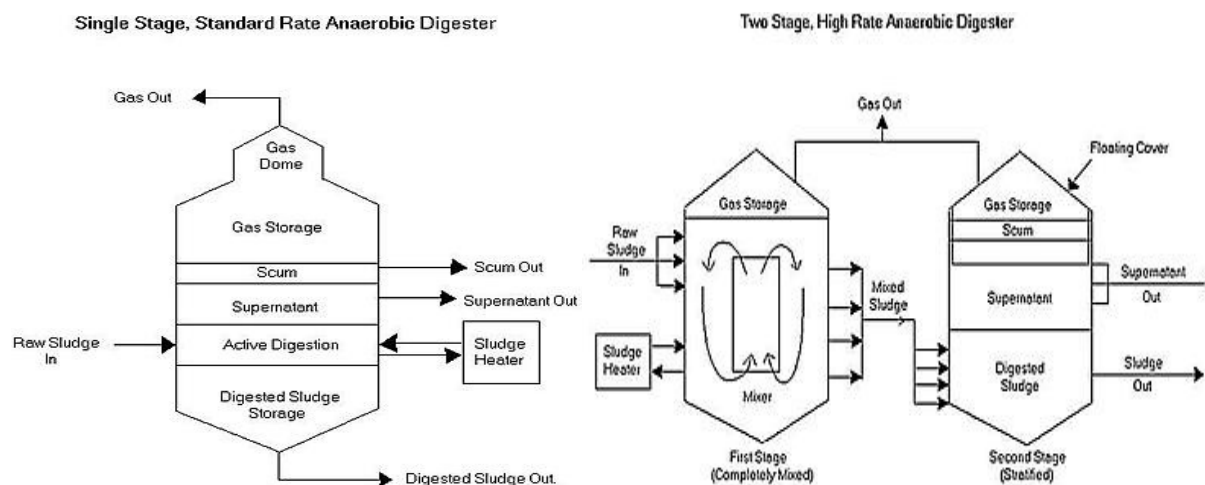 Single Stage, Standard Rate Anaerobic Digester
Gas Out
Gas
Dome
Gas Storage
Scum
Scum Out
Supernatant
Supernatant Out
Raw Sludge
In
Active Digestion
Sludge
Heater
Digested Sludge
Storage
Digested Sludge Out.
Two Stage, High Rate Anaerobic Digester
Gas Out
Floating Cover
Gas Storage
Raw
Sludge
In
Sludge
Heater
Mixer
First Stage
(Completely Mixed)
Mixed
Sludge
Gas Storage
Scum
Supernatant
Supernatant
Out
Digested
Sludge
Sludge
Out
Second Stage
(Stratified)